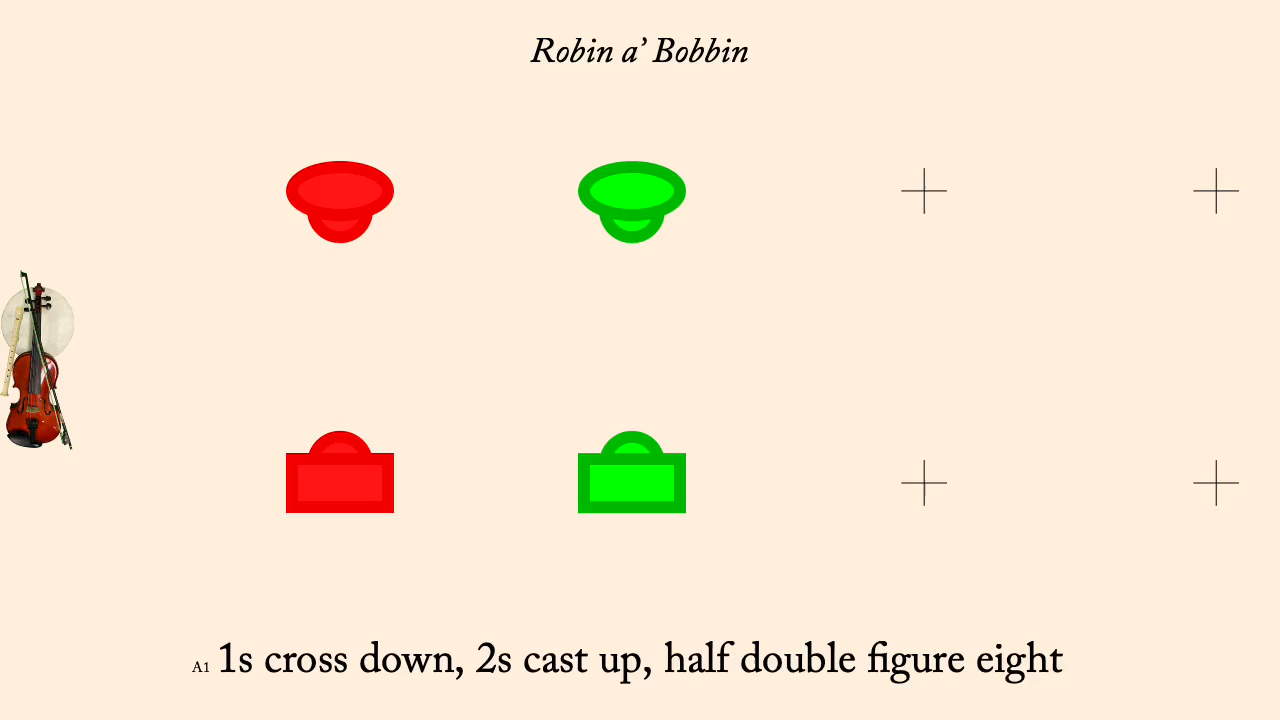 Robin a’ Bobbin
A1 1s cross down, 2s cast up, half double figure eight